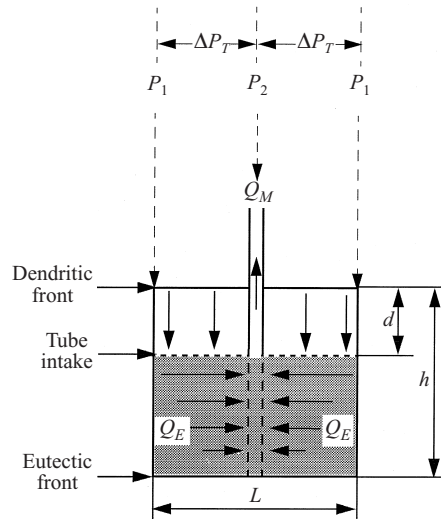 ΔP_T ΔP_T
P_1 P_2 P_1
Q_M
Dendritic
front
d
Tube
intake
h
Q_E Q_E
Eutectic
front
L